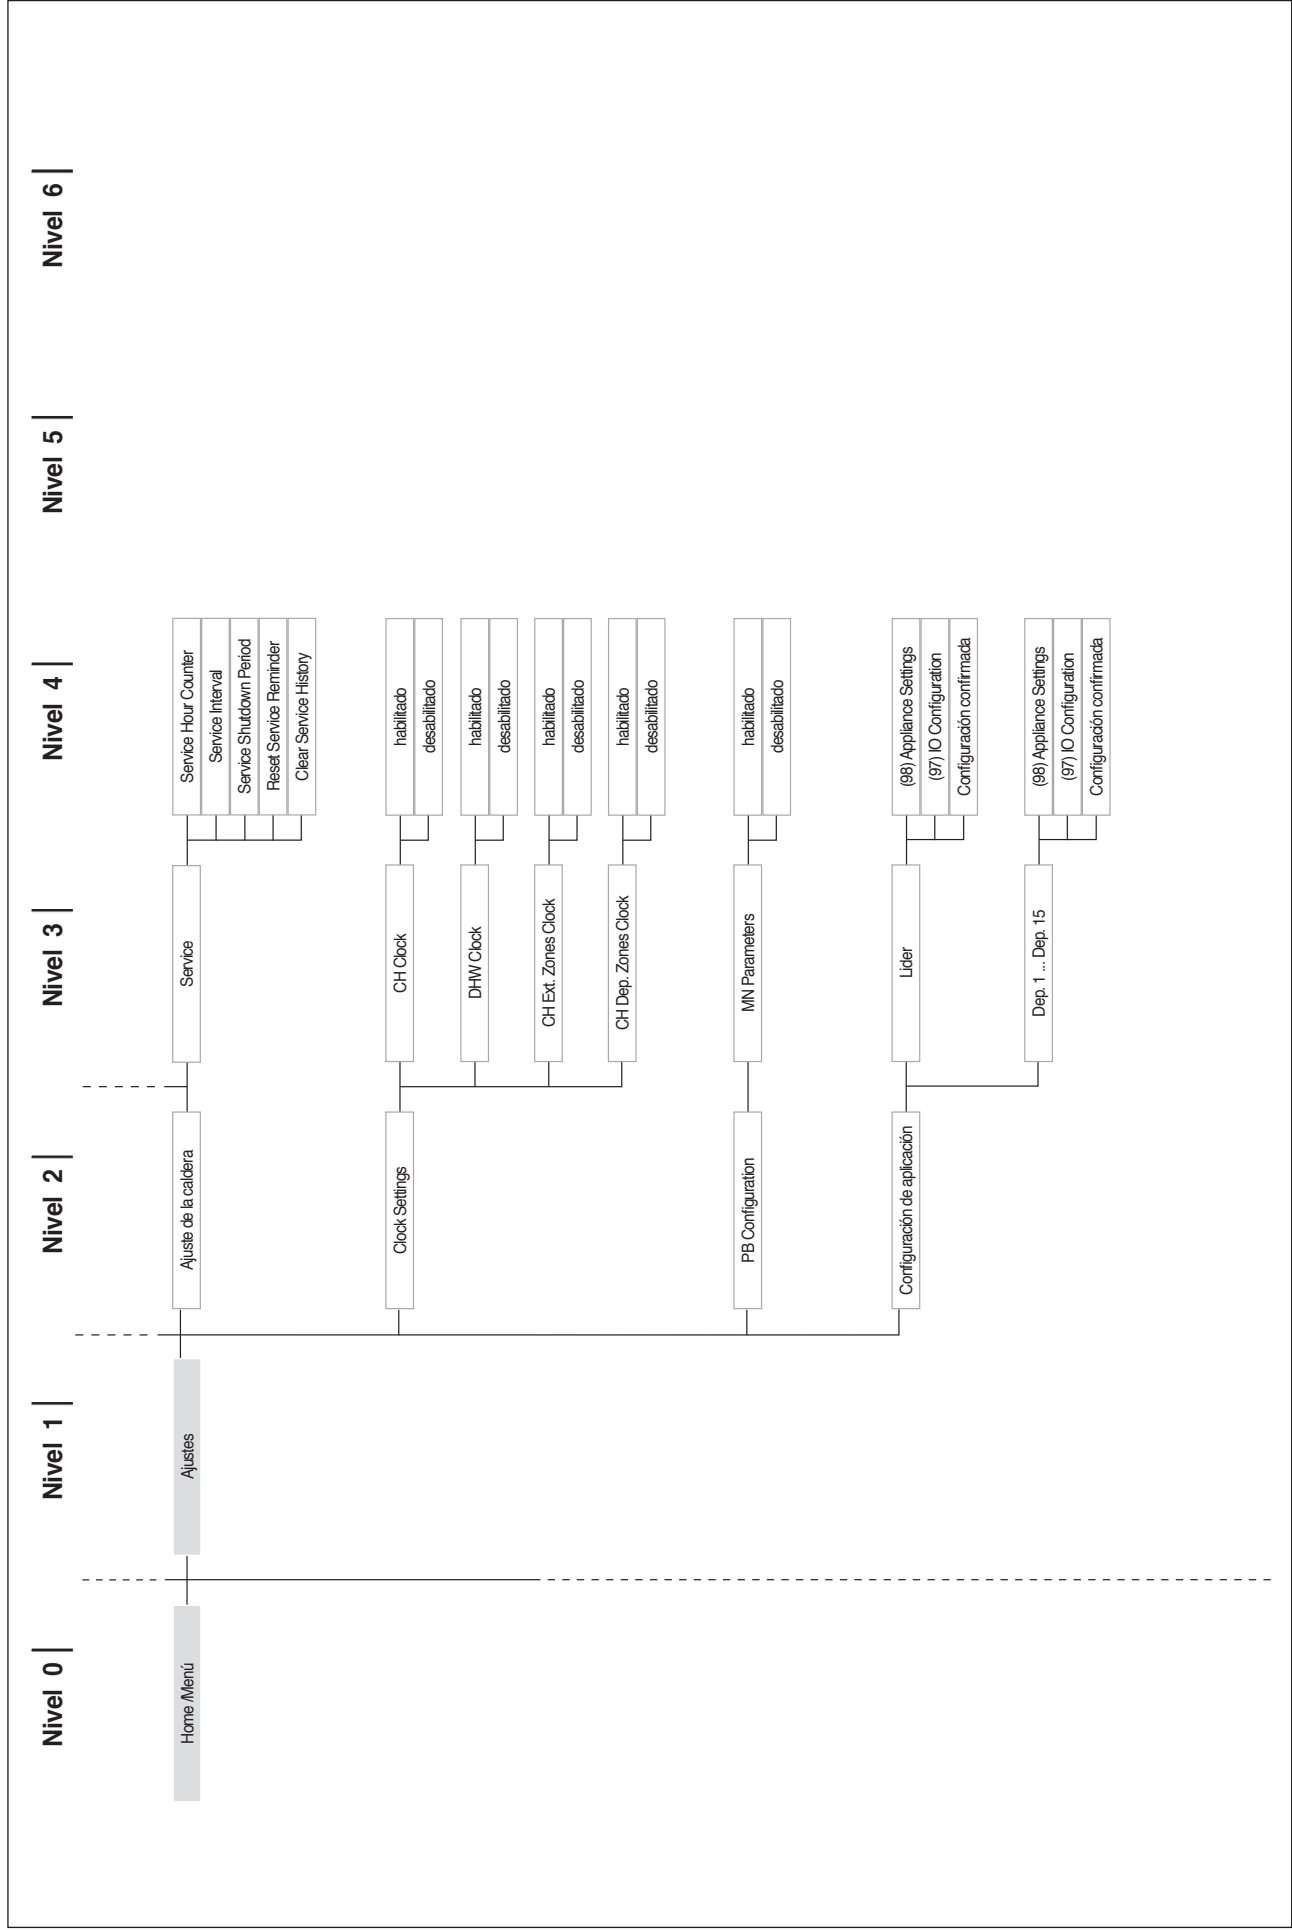 Nivel 0
Nivel 1
Nivel 2
Nivel 3
Nivel 4
Nivel 5
Nivel 6
Home /Menú
Ajustes
Ajuste de la caldera
Service
Service Hour Counter
Service Interval
Service Shutdown Period
Reset Service Reminder
Clear Service History
Clock Settings
CH Clock
habilitado
desabilitado
DHW Clock
habilitado
desabilitado
CH Ext. Zones Clock
habilitado
desabilitado
CH Dep. Zones Clock
habilitado
desabilitado
PB Configuration
MN Parameters
habilitado
desabilitado
Configuración de aplicación
Lider
(98) Appliance Settings
(97) IO Configuration
Configuración confirmada
Dep. 1 ... Dep. 15
(98) Appliance Settings
(97) IO Configuration
Configuración confirmada